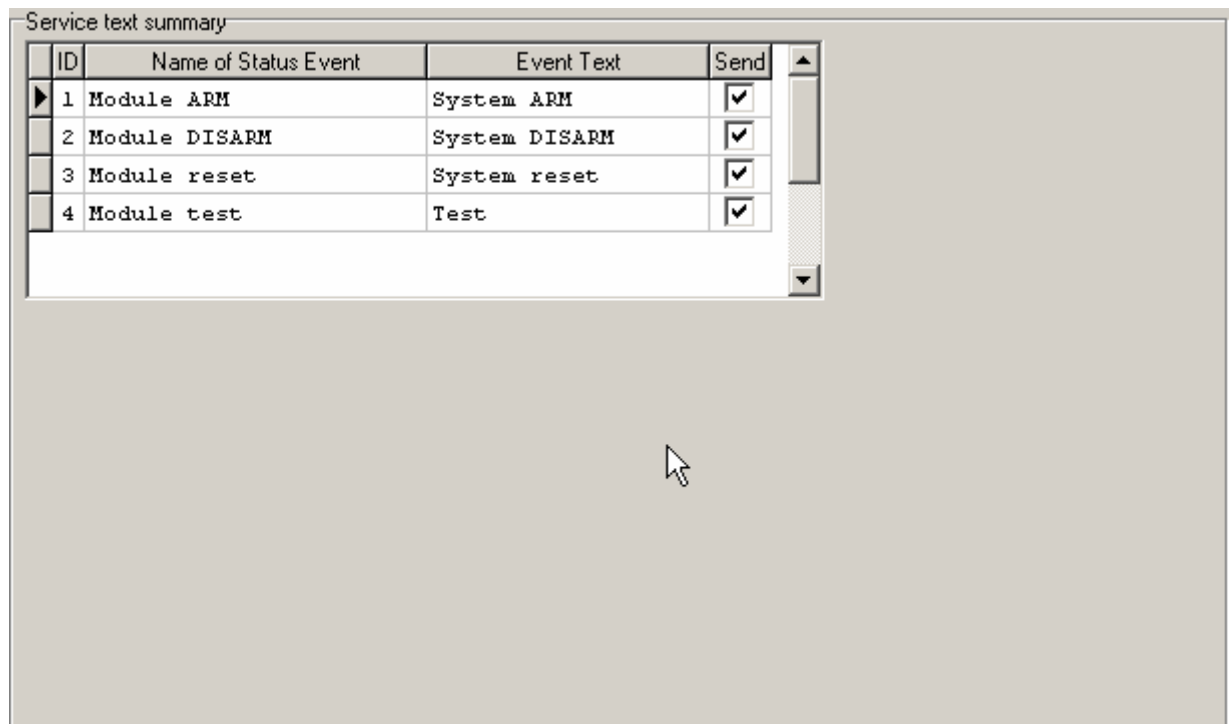 Service text summary
ID Name of Status Event Event Text Send
1 Module ARM System ARM
2 Module DISARM System DISARM
3 Module reset System reset
4 Module test Test